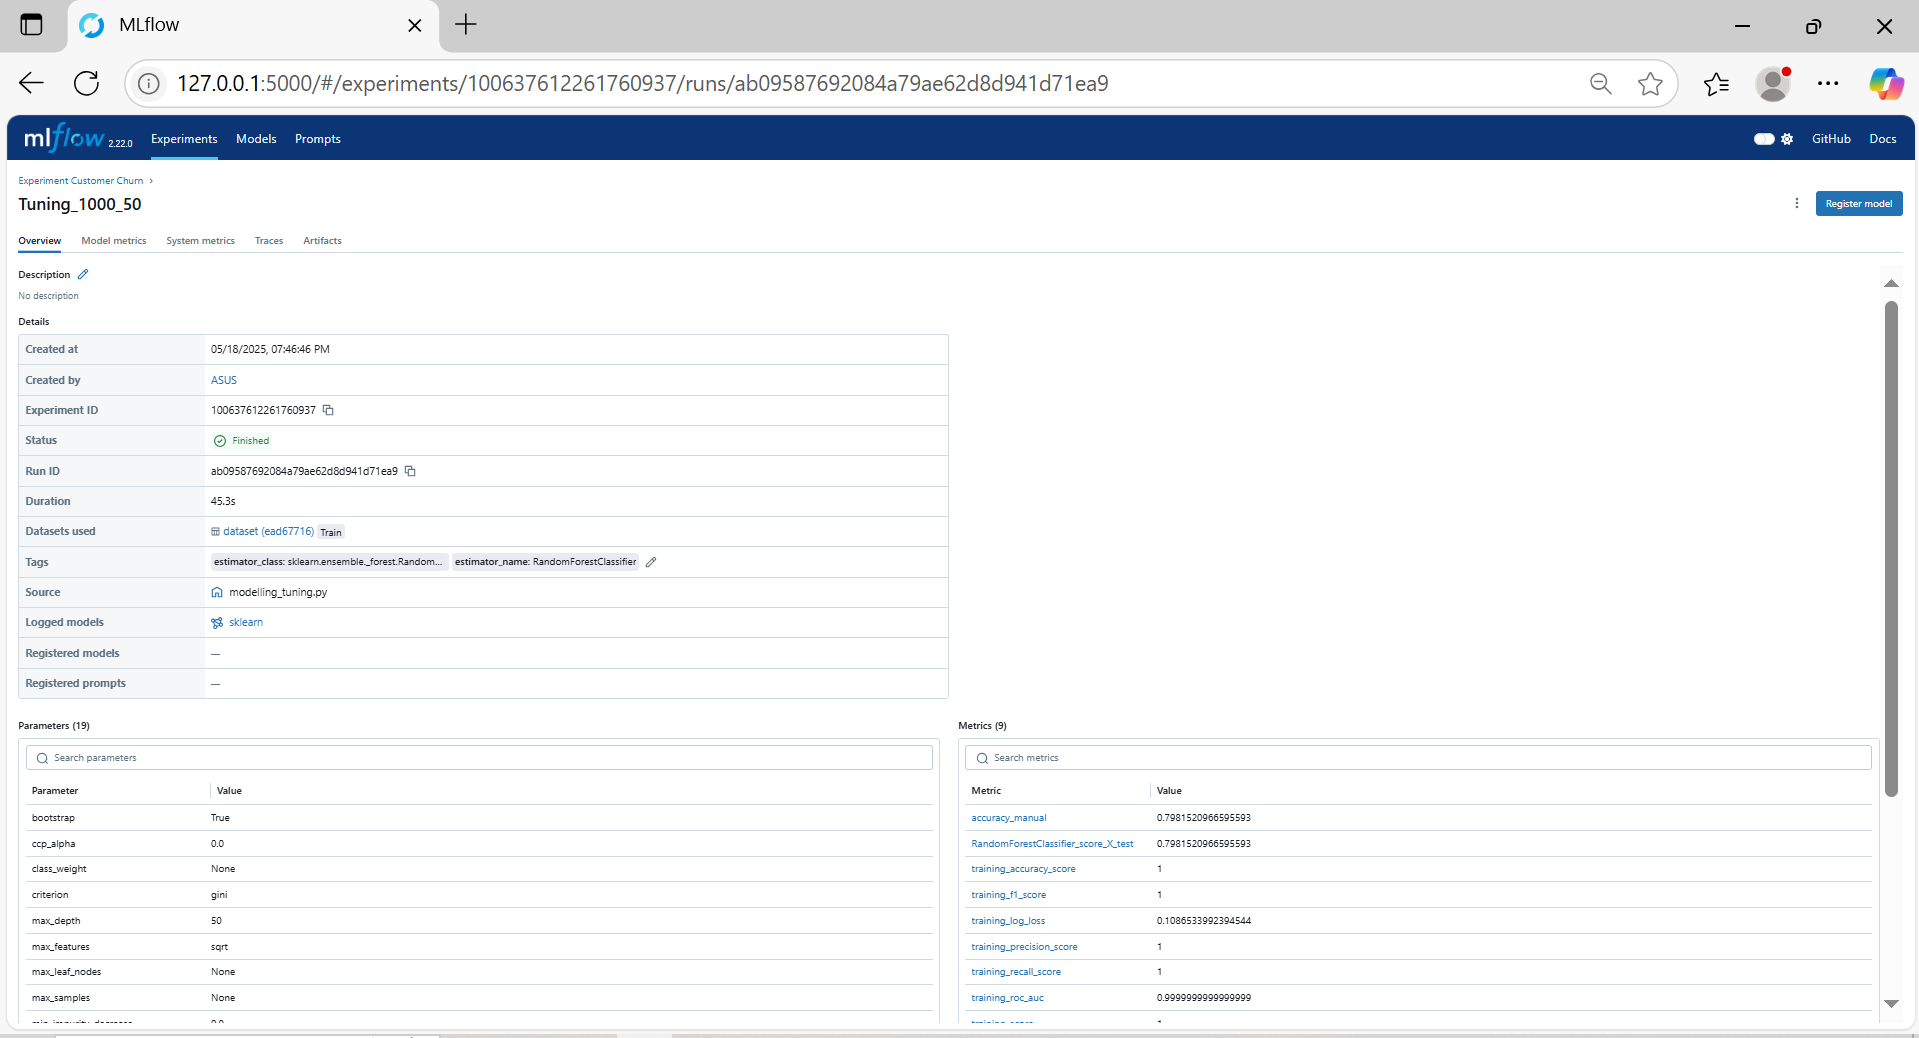 MLflow
127.0.0.1:5000/#/experiments/100637612261760937/runs/ab09587692084a79ae62d8d941d71ea9
mlflow 2.22.0 Experiments Models Prompts GitHub Docs
Experiment Customer Churn
Tuning_1000_50 Register model
Overview Model metrics System metrics Traces Artifacts
Description
No description
Details
Created at 05/18/2025, 07:46:46 PM
Created by ASUS
Experiment ID 100637612261760937
Status Finished
Run ID ab09587692084a79ae62d8d941d71ea9
Duration 45.3s
Datasets used dataset (ead67716) Train
Tags estimator_class: sklearn.ensemble._forest.Random... estimator_name: RandomForestClassifier
Source modelling_tuning.py
Logged models sklearn
Registered models —
Registered prompts —
Parameters (19)
Search parameters
Parameter Value
bootstrap True
ccp_alpha 0.0
class_weight None
criterion gini
max_depth 50
max_features sqrt
max_leaf_nodes None
max_samples None
Metrics (9)
Search metrics
Metric Value
accuracy_manual 0.7981520966595593
RandomForestClassifier_score_X_test 0.7981520966595593
training_accuracy_score 1
training_f1_score 1
training_log_loss 0.1086533992394544
training_precision_score 1
training_recall_score 1
training_roc_auc 0.9999999999999999